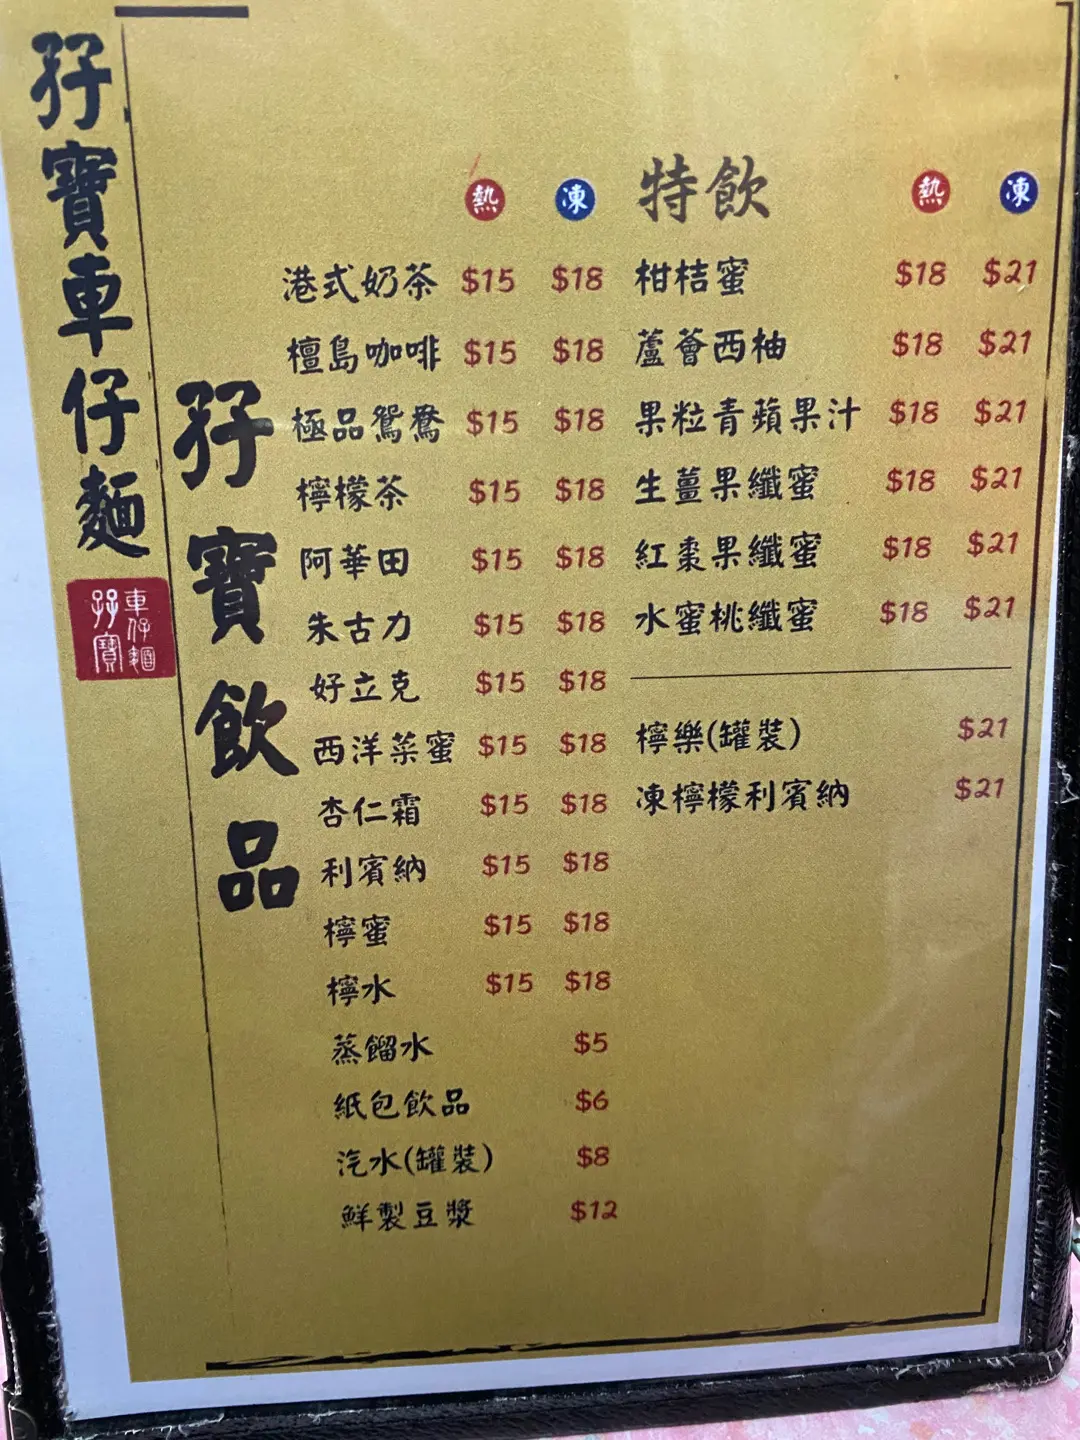 孖寶車仔麵
孖寶
車仔麵
孖寶飲品
熱 凍
港式奶茶 $15 $18
檀島咖啡 $15 $18
極品鴛鴦 $15 $18
檸檬茶 $15 $18
阿華田 $15 $18
朱古力 $15 $18
好立克 $15 $18
西洋菜蜜 $15 $18
杏仁霜 $15 $18
利賓納 $15 $18
檸蜜 $15 $18
檸水 $15 $18
蒸餾水 $5
紙包飲品 $6
汽水(罐裝) $8
鮮製豆漿 $12
特飲 熱 凍
柑桔蜜 $18 $21
蘆薈西柚 $18 $21
果粒青蘋果汁 $18 $21
生薑果纖蜜 $18 $21
紅棗果纖蜜 $18 $21
水蜜桃纖蜜 $18 $21
檸樂(罐裝) $21
凍檸檬利賓納 $21